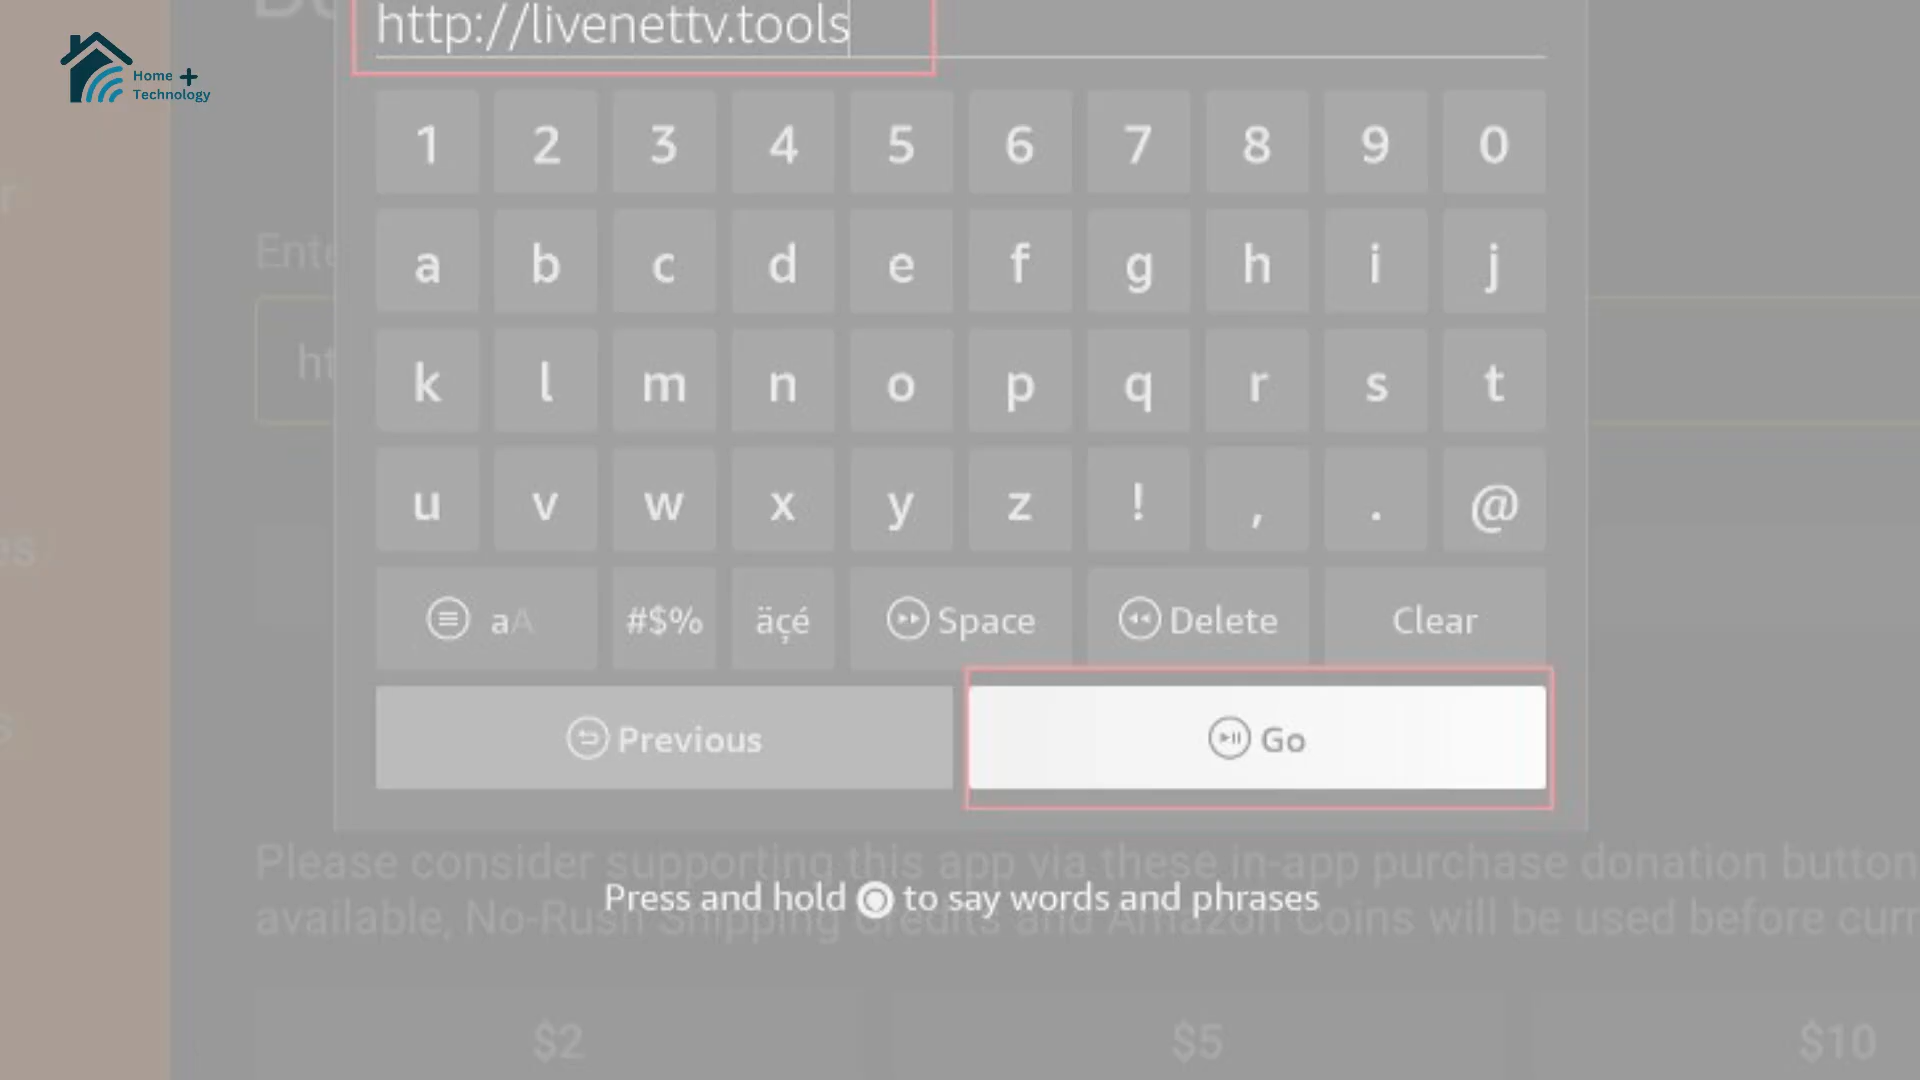 http://livenettv.tools
Home +
Technology
1 2 3 4 5 6 7 8 9 0
a b c d e f g h i j
Ente
ht
k l m n o p q r s t
u v w x y z ! , . @
es
aA #$% äçé Space Delete Clear
s
Previous Go
Please consider supporting this app via these in-app purchase donation button
Press and hold to say words and phrases
available, No-Rush Shipping Credits and Amazon Coins will be used before curr
$2 $5 $10